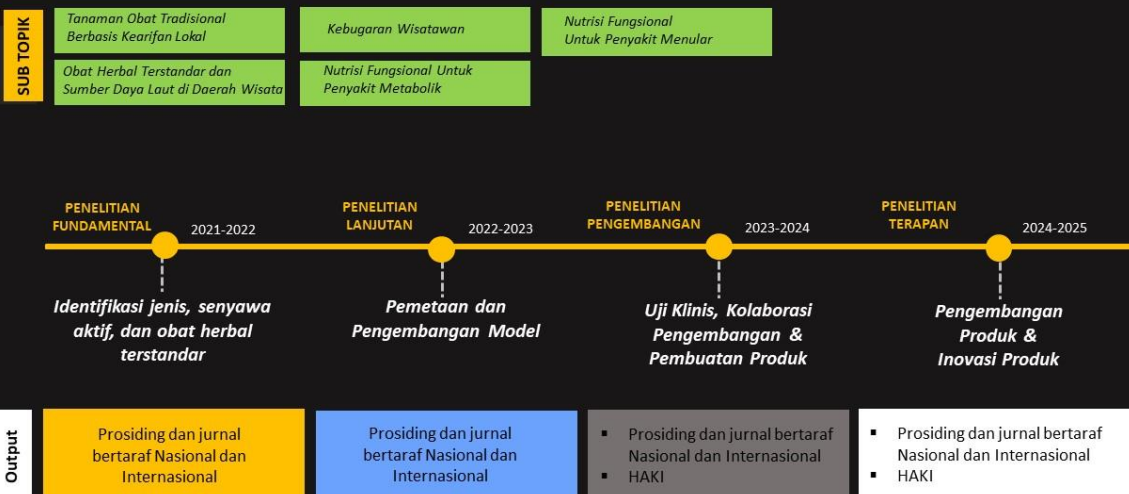 SUB TOPIK
Tanaman Obat Tradisional
Berbasis Kearifan Lokal
Kebugaran Wisatawan
Nutrisi Fungsional
Untuk Penyakit Menular
Obat Herbal Terstandar dan
Sumber Daya Laut di Daerah Wisata
Nutrisi Fungsional Untuk
Penyakit Metabolik
PENELITIAN
FUNDAMENTAL
2021-2022
PENELITIAN
LANJUTAN
2022-2023
PENELITIAN
PENGEMBANGAN
2023-2024
PENELITIAN
TERAPAN
2024-2025
Identifikasi jenis, senyawa
aktif, dan obat herbal
terstandar
Pemetaan dan
Pengembangan Model
Uji Klinis, Kolaborasi
Pengembangan &
Pembuatan Produk
Pengembangan
Produk &
Inovasi Produk
Output
Prosiding dan jurnal
bertaraf Nasional dan
Internasional
Prosiding dan jurnal
bertaraf Nasional dan
Internasional
▪ Prosiding dan jurnal bertaraf
Nasional dan Internasional
▪ HAKI
▪ Prosiding dan jurnal bertaraf
Nasional dan Internasional
▪ HAKI